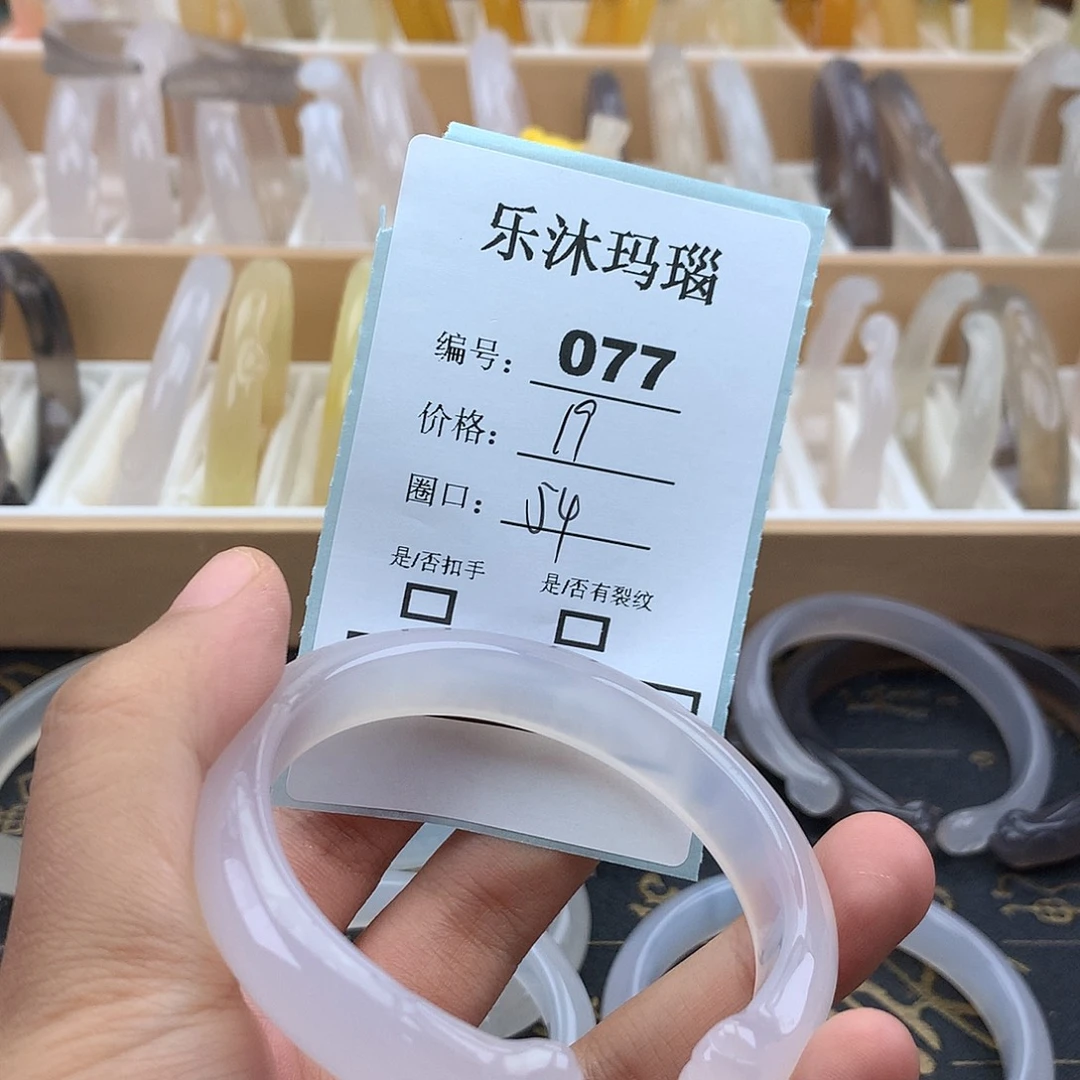 乐沐玛瑙
编号：077
价格：19
圈口：54
是/否扣手 是/否有裂纹